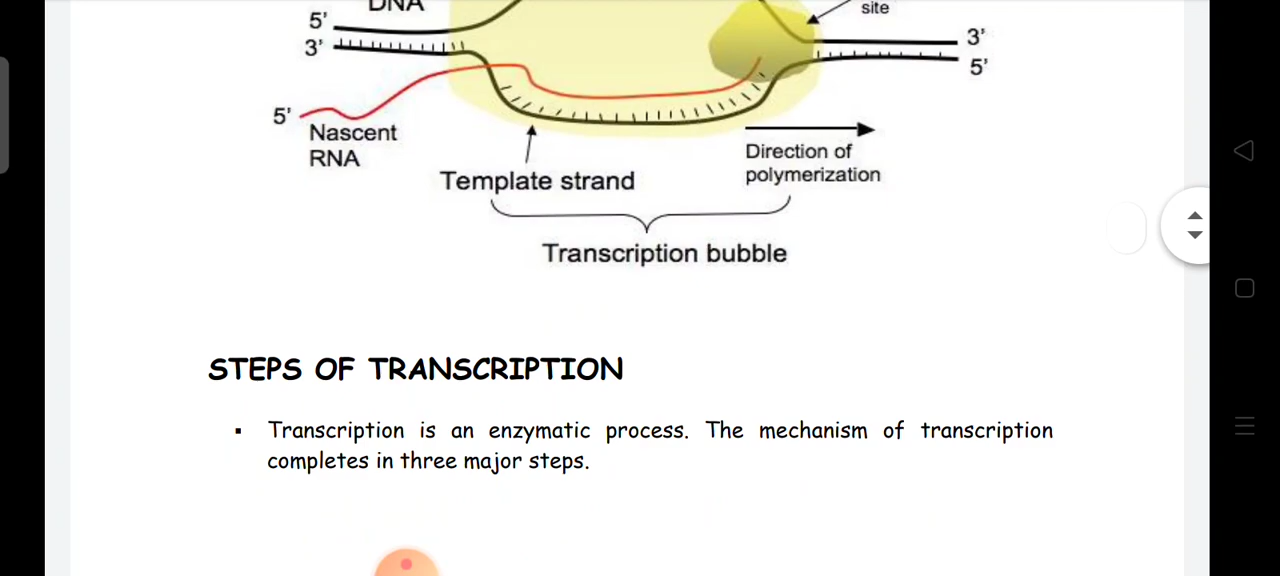 DNA
site
5'
3'
3'
5'
5'
Nascent
RNA
Direction of
polymerization
Template strand
Transcription bubble
STEPS OF TRANSCRIPTION
▪ Transcription is an enzymatic process. The mechanism of transcription
completes in three major steps.